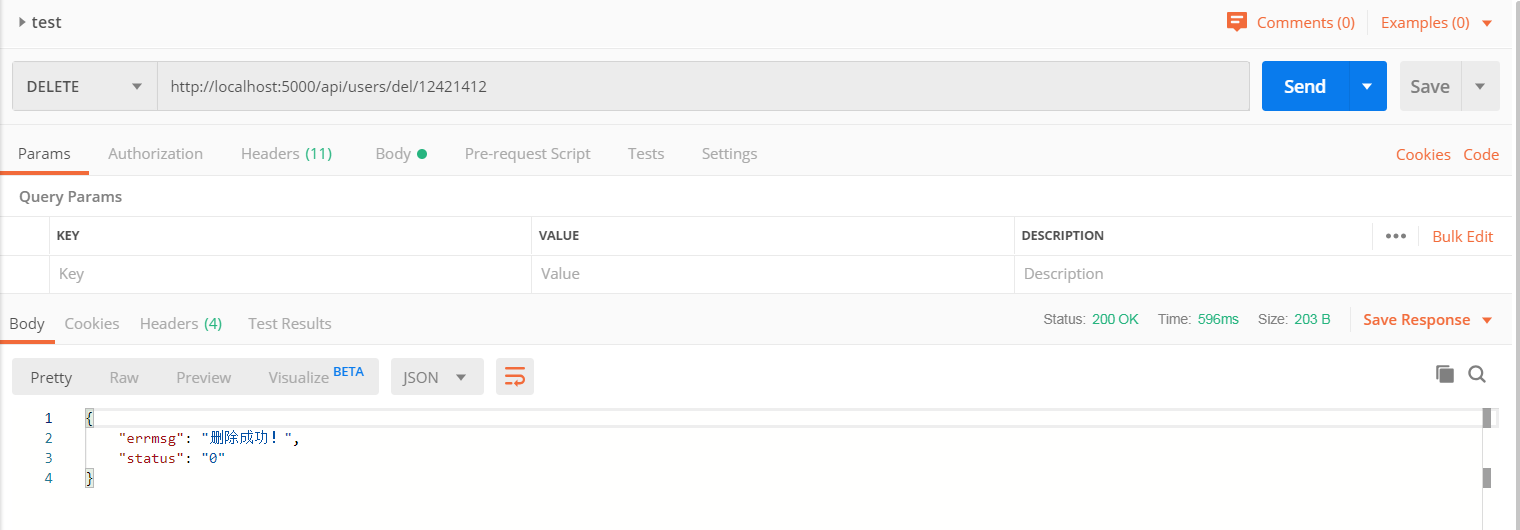 test
Comments (0)
Examples (0)
DELETE
http://localhost:5000/api/users/del/12421412
Send
Save
Params
Authorization
Headers (11)
Body
Pre-request Script
Tests
Settings
Cookies
Code
Query Params
KEY
VALUE
DESCRIPTION
Bulk Edit
Key
Value
Description
Body
Cookies
Headers (4)
Test Results
Status: 200 OK
Time: 596ms
Size: 203 B
Save Response
Pretty
Raw
Preview
Visualize BETA
JSON
1 {
2 "errmsg": "删除成功！",
3 "status": "0"
4 }